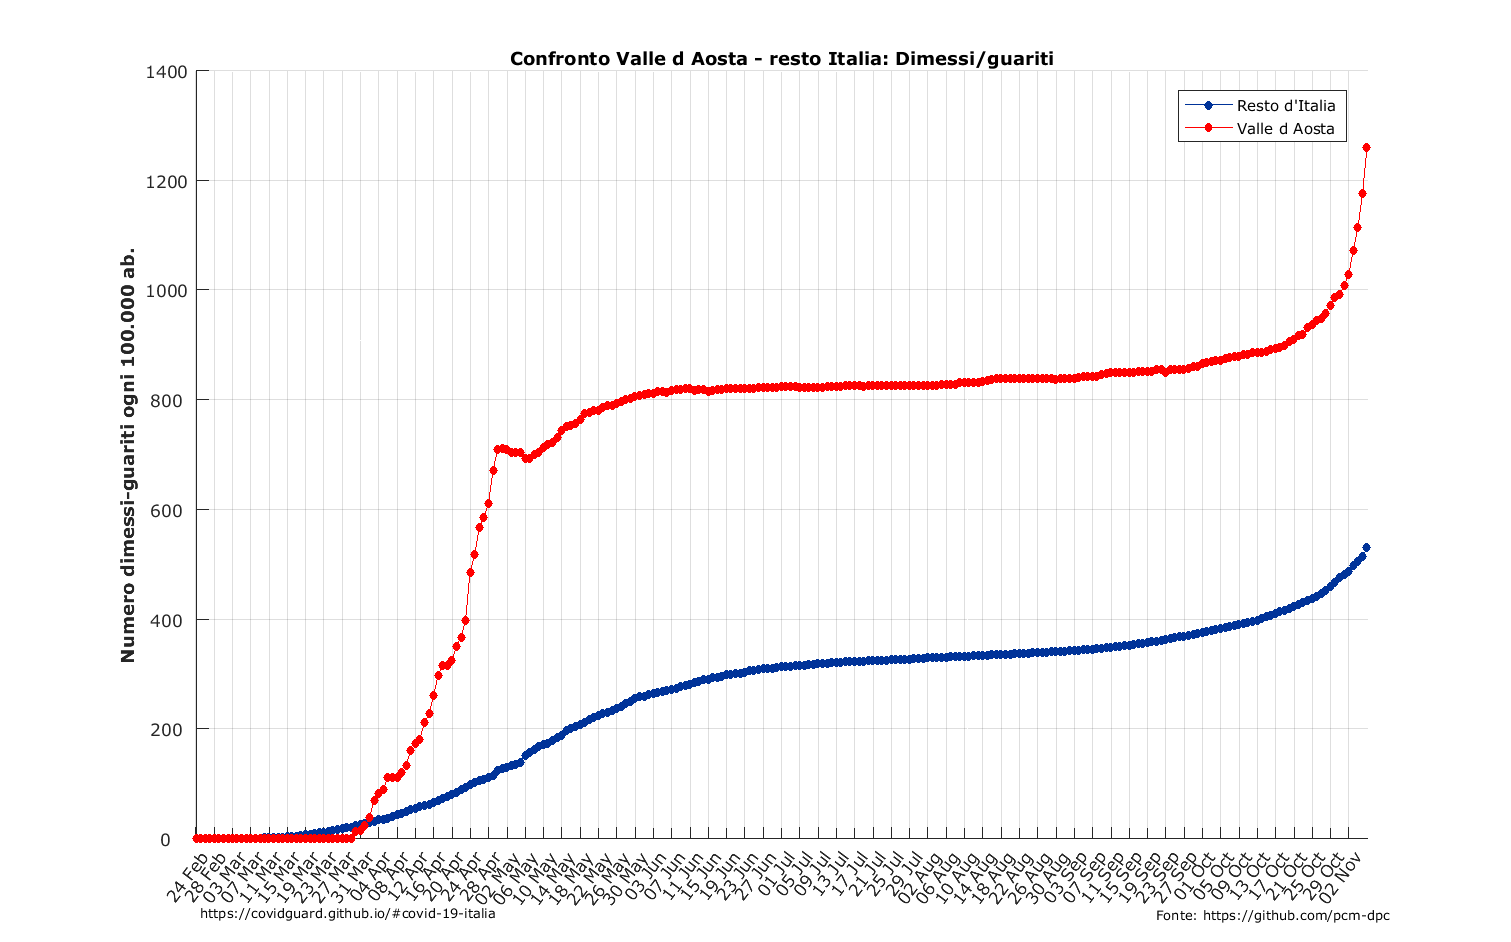 Confronto Valle d Aosta - resto Italia: Dimessi/guariti
Resto d'Italia
Valle d Aosta
Numero dimessi-guariti ogni 100.000 ab.
1400
1200
1000
800
600
400
200
0
24 Feb 28 Feb 03 Mar 07 Mar 11 Mar 15 Mar 19 Mar 23 Mar 27 Mar 31 Mar 04 Apr 08 Apr 12 Apr 16 Apr 20 Apr 24 Apr 28 Apr 02 May 06 May 10 May 14 May 18 May 22 May 26 May 30 May 03 Jun 07 Jun 11 Jun 15 Jun 19 Jun 23 Jun 27 Jun 01 Jul 05 Jul 09 Jul 13 Jul 17 Jul 21 Jul 25 Jul 29 Jul 02 Aug 06 Aug 10 Aug 14 Aug 18 Aug 22 Aug 26 Aug 30 Aug 03 Sep 07 Sep 11 Sep 15 Sep 19 Sep 23 Sep 27 Sep 01 Oct 05 Oct 09 Oct 13 Oct 17 Oct 21 Oct 25 Oct 29 Oct 02 Nov
https://covidguard.github.io/#covid-19-italia
Fonte: https://github.com/pcm-dpc